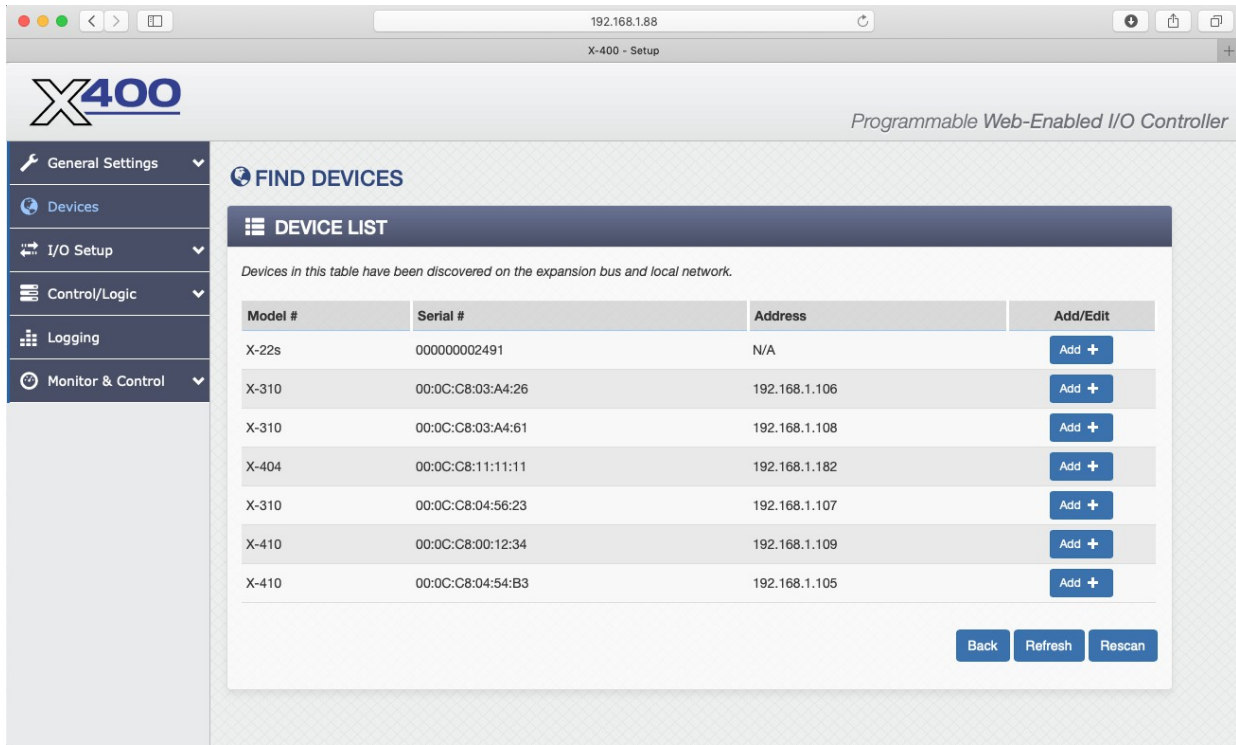 192.168.1.88
X-400 - Setup
X400
Programmable Web-Enabled I/O Controller
General Settings
Devices
I/O Setup
Control/Logic
Logging
Monitor & Control
FIND DEVICES
DEVICE LIST
Devices in this table have been discovered on the expansion bus and local network.
Model # Serial # Address Add/Edit
X-22s 000000002491 N/A Add +
X-310 00:0C:C8:03:A4:26 192.168.1.106 Add +
X-310 00:0C:C8:03:A4:61 192.168.1.108 Add +
X-404 00:0C:C8:11:11:11 192.168.1.182 Add +
X-310 00:0C:C8:04:56:23 192.168.1.107 Add +
X-410 00:0C:C8:00:12:34 192.168.1.109 Add +
X-410 00:0C:C8:04:54:B3 192.168.1.105 Add +
Back Refresh Rescan